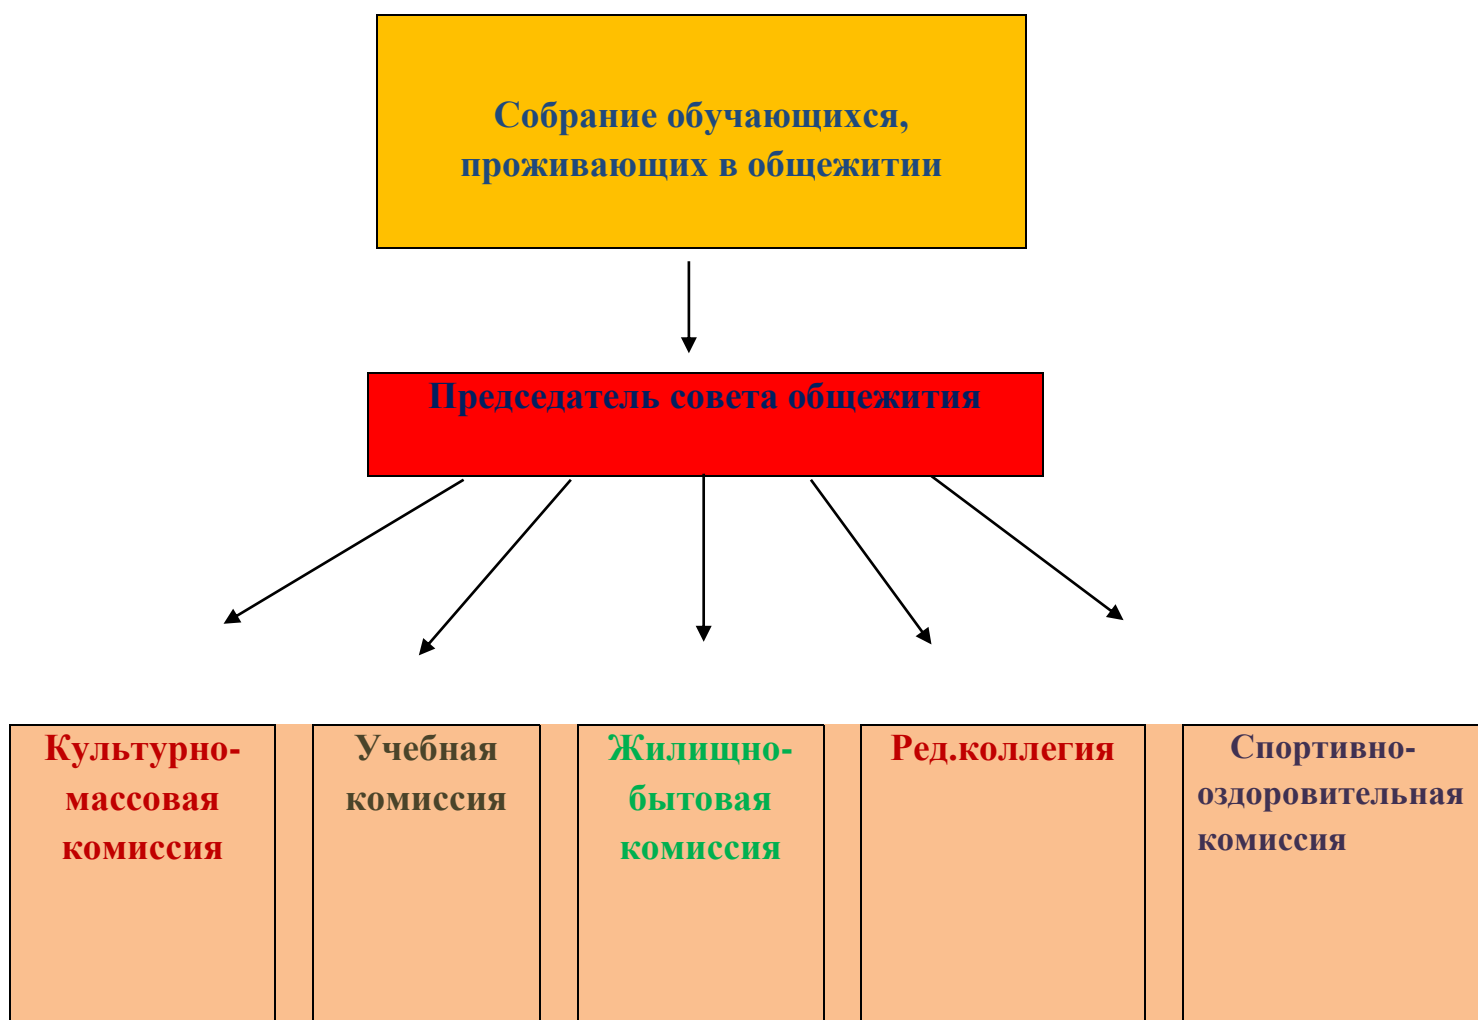 Собрание обучающихся,
проживающих в общежитии
Председатель совета общежития
Культурно-
массовая
комиссия
Учебная
комиссия
Жилищно-
бытовая
комиссия
Ред.коллегия
Спортивно-
оздоровительная
комиссия